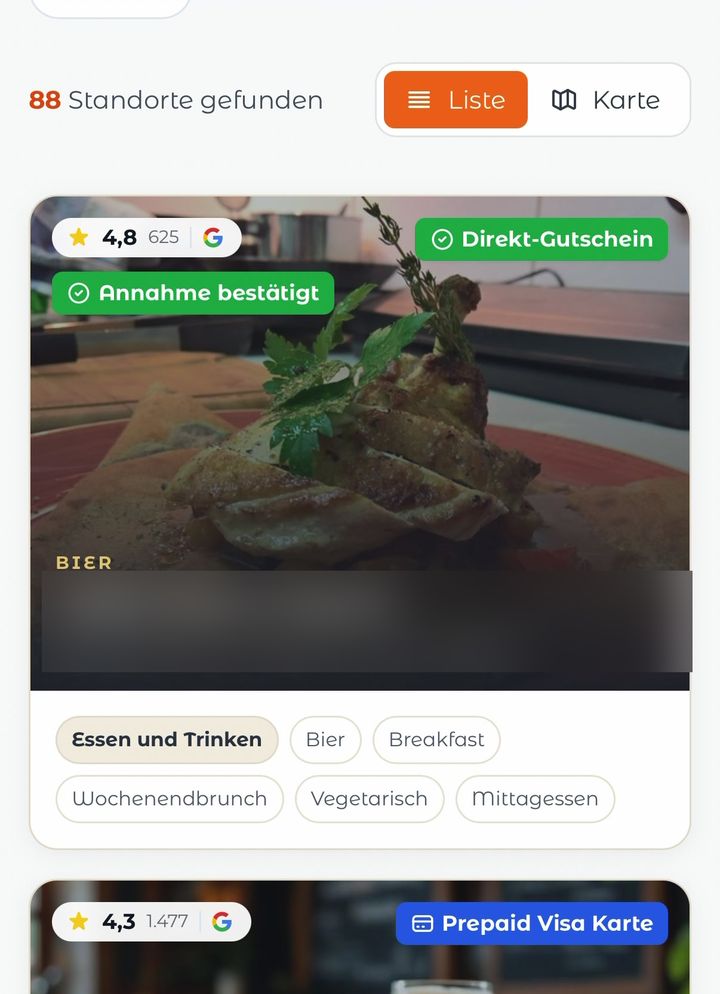 88 Standorte gefunden
Liste
Karte
4,8 625
Direkt-Gutschein
Annahme bestätigt
BIER
Essen und Trinken
Bier
Breakfast
Wochenendbrunch
Vegetarisch
Mittagessen
4,3 1.477
Prepaid Visa Karte